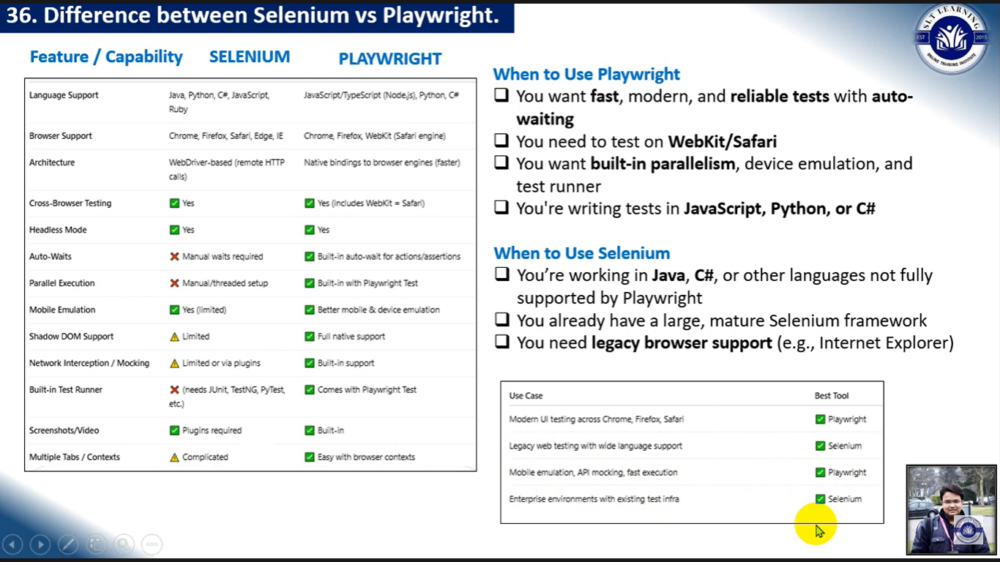 36. Difference between Selenium vs Playwright.
SLT LEARNING
EST
2015
ONLINE TRAINING INSTITUTE
Feature / Capability SELENIUM PLAYWRIGHT
Language Support Java, Python, C#, JavaScript, JavaScript/TypeScript (Node.js), Python, C#
Ruby
Browser Support Chrome, Firefox, Safari, Edge, IE Chrome, Firefox, WebKit (Safari engine)
Architecture WebDriver-based (remote HTTP Native bindings to browser engines (faster)
calls)
Cross-Browser Testing ✅ Yes ✅ Yes (includes WebKit = Safari)
Headless Mode ✅ Yes ✅ Yes
Auto-Waits ❌ Manual waits required ✅ Built-in auto-wait for actions/assertions
Parallel Execution ❌ Manual/threaded setup ✅ Built-in with Playwright Test
Mobile Emulation ✅ Yes (limited) ✅ Better mobile & device emulation
Shadow DOM Support ⚠ Limited ✅ Full native support
Network Interception / Mocking ⚠ Limited or via plugins ✅ Built-in support
Built-in Test Runner ❌ (needs JUnit, TestNG, PyTest, ✅ Comes with Playwright Test
etc.)
Screenshots/Video ✅ Plugins required ✅ Built-in
Multiple Tabs / Contexts ⚠ Complicated ✅ Easy with browser contexts
When to Use Playwright
❑ You want fast, modern, and reliable tests with auto-
waiting
❑ You need to test on WebKit/Safari
❑ You want built-in parallelism, device emulation, and
test runner
❑ You're writing tests in JavaScript, Python, or C#
When to Use Selenium
❑ You're working in Java, C#, or other languages not fully
supported by Playwright
❑ You already have a large, mature Selenium framework
❑ You need legacy browser support (e.g., Internet Explorer)
Use Case Best Tool
Modern UI testing across Chrome, Firefox, Safari ✅ Playwright
Legacy web testing with wide language support ✅ Selenium
Mobile emulation, API mocking, fast execution ✅ Playwright
Enterprise environments with existing test infra ✅ Selenium